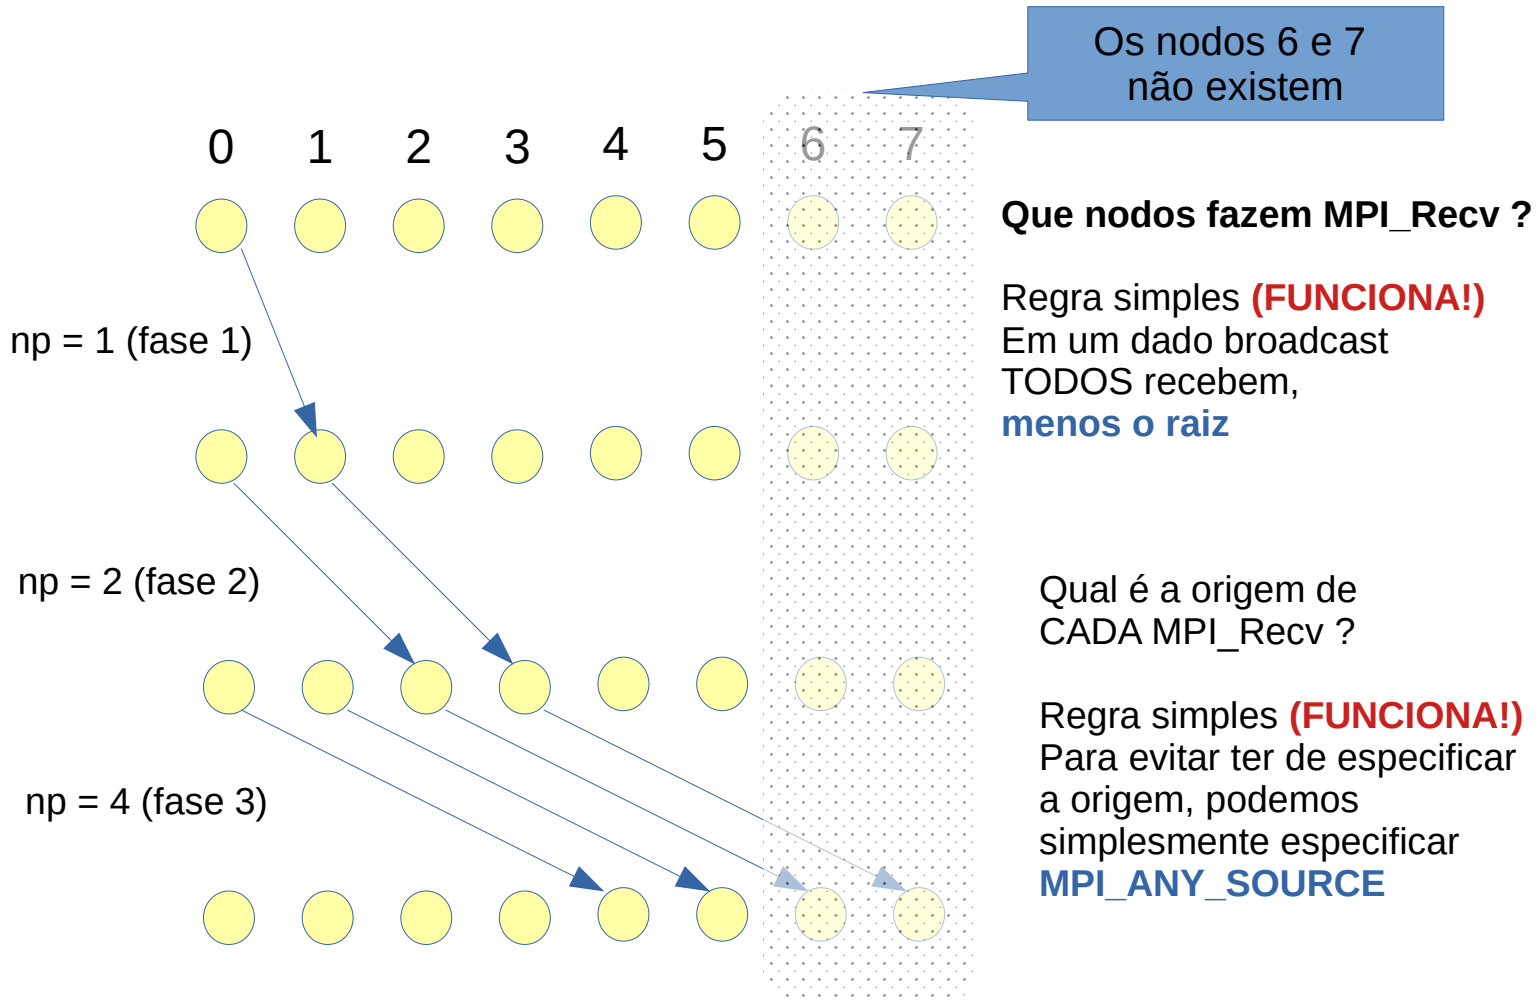 Os nodos 6 e 7
não existem
0 1 2 3 4 5 6 7
Que nodos fazem MPI_Recv ?
Regra simples (FUNCIONA!)
Em um dado broadcast
TODOS recebem,
menos o raiz
np = 1 (fase 1)
np = 2 (fase 2)
Qual é a origem de
CADA MPI_Recv ?
Regra simples (FUNCIONA!)
Para evitar ter de especificar
a origem, podemos
simplesmente especificar
MPI_ANY_SOURCE
np = 4 (fase 3)